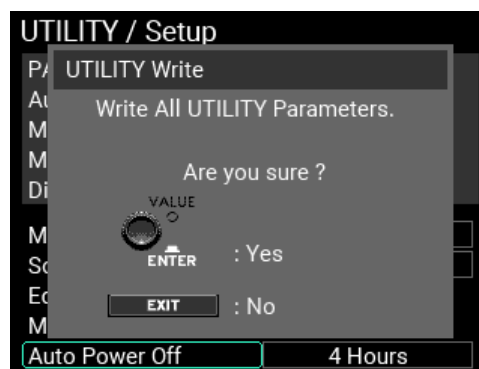 UTILITY / Setup
UTILITY Write
Write All UTILITY Parameters.
Are you sure ?
VALUE
ENTER : Yes
EXIT : No
Auto Power Off 4 Hours